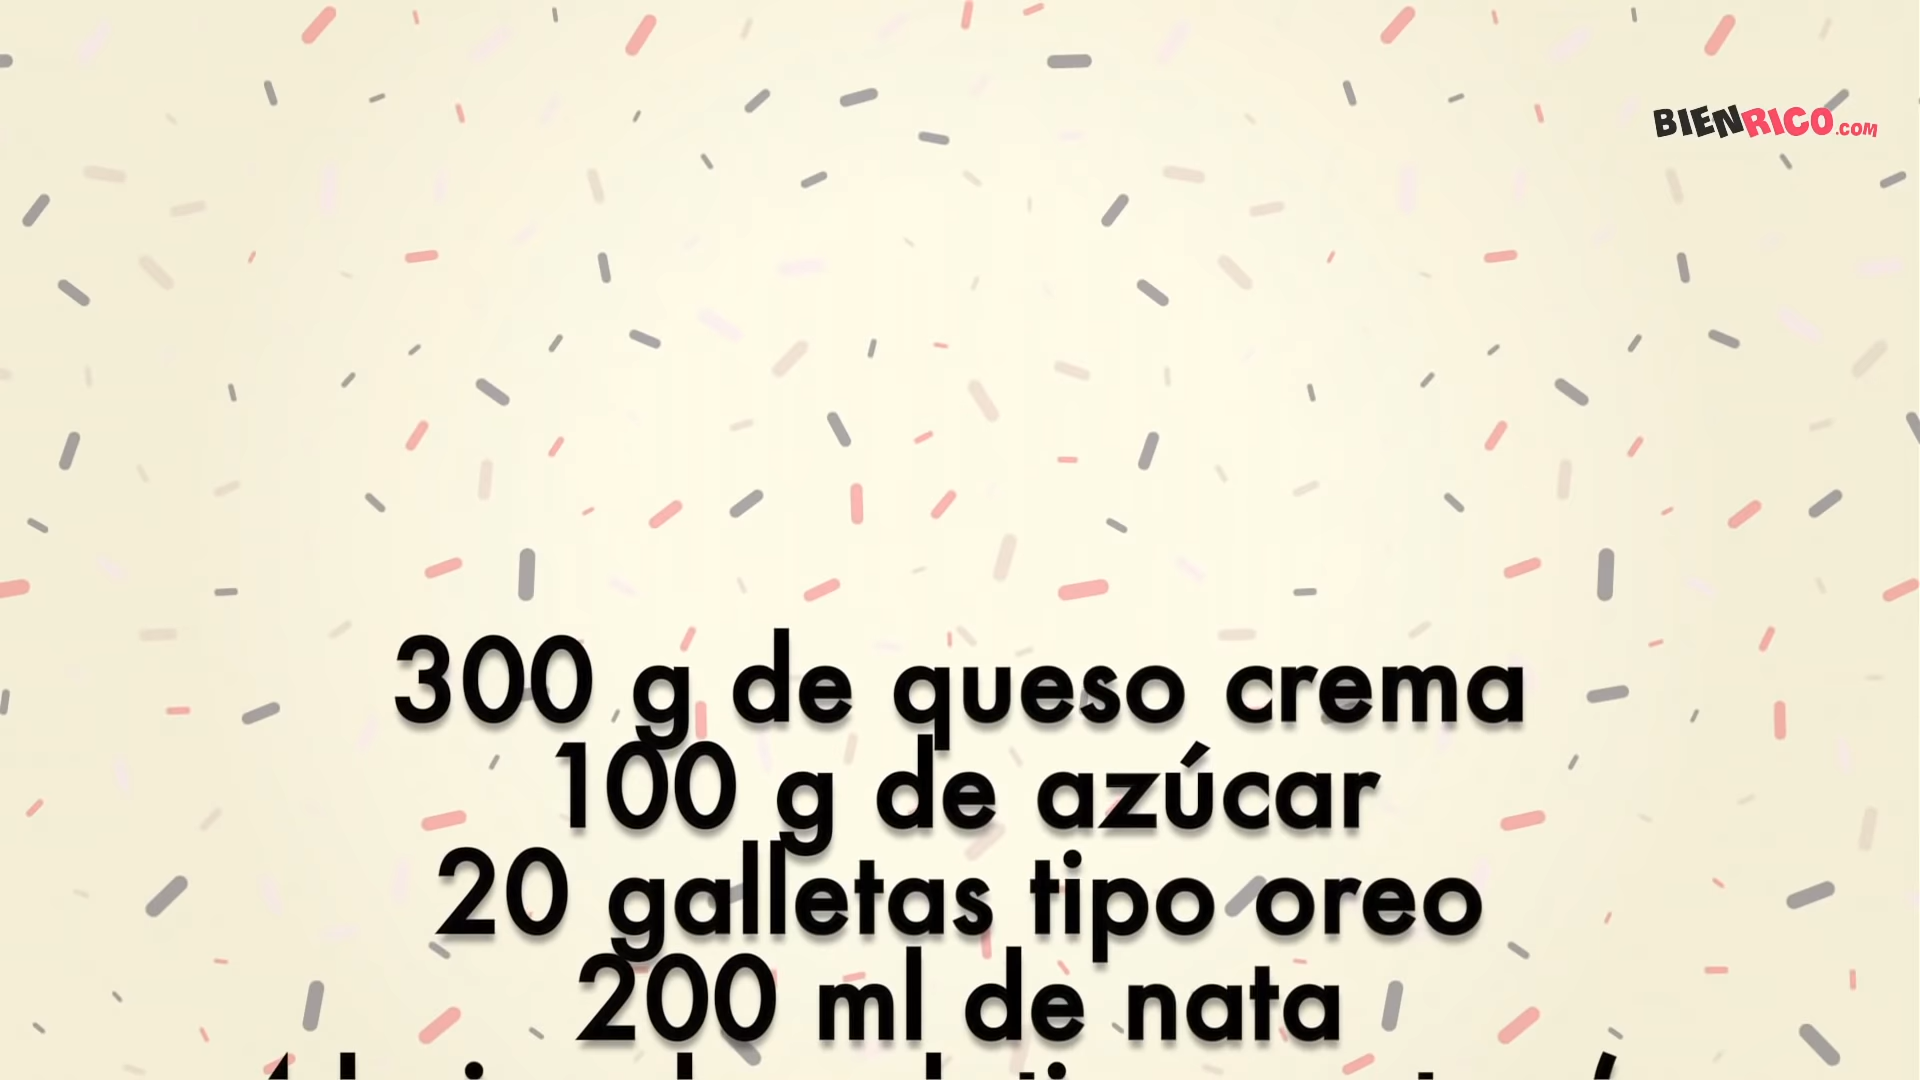 BIENRICO.COM
300 g de queso crema
100 g de azúcar
20 galletas tipo oreo
200 ml de nata